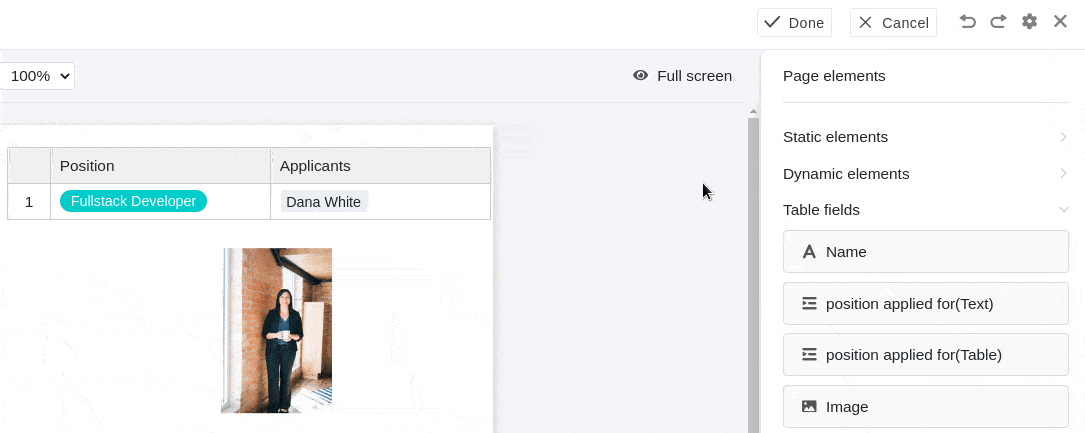 Done Cancel
100% Full screen
Page elements
Static elements
Dynamic elements
Table fields
Name
position applied for(Text)
position applied for(Table)
Image
Position Applicants
1 Fullstack Developer Dana White